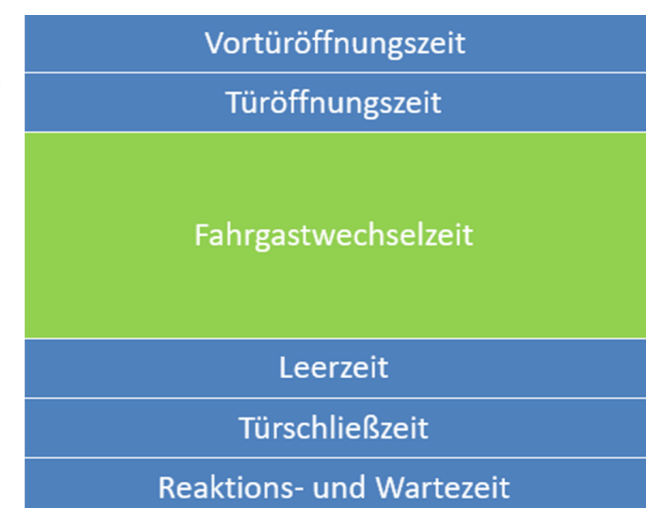 Vortüröffnungszeit
Türöffnungszeit
Fahrgastwechselzeit
Leerzeit
Türschließzeit
Reaktions- und Wartezeit